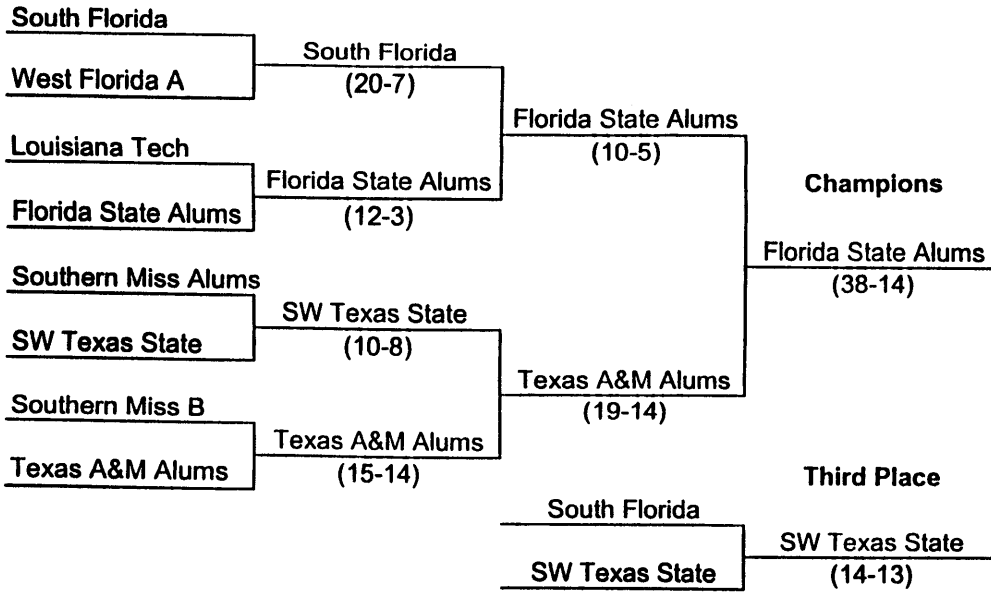 South Florida
West Florida A
South Florida
(20-7)
Louisiana Tech
Florida State Alums
Florida State Alums
(12-3)
Florida State Alums
(10-5)
Southern Miss Alums
SW Texas State
SW Texas State
(10-8)
Southern Miss B
Texas A&M Alums
Texas A&M Alums
(15-14)
Texas A&M Alums
(19-14)
Champions
Florida State Alums
(38-14)
Third Place
South Florida
SW Texas State
SW Texas State
(14-13)